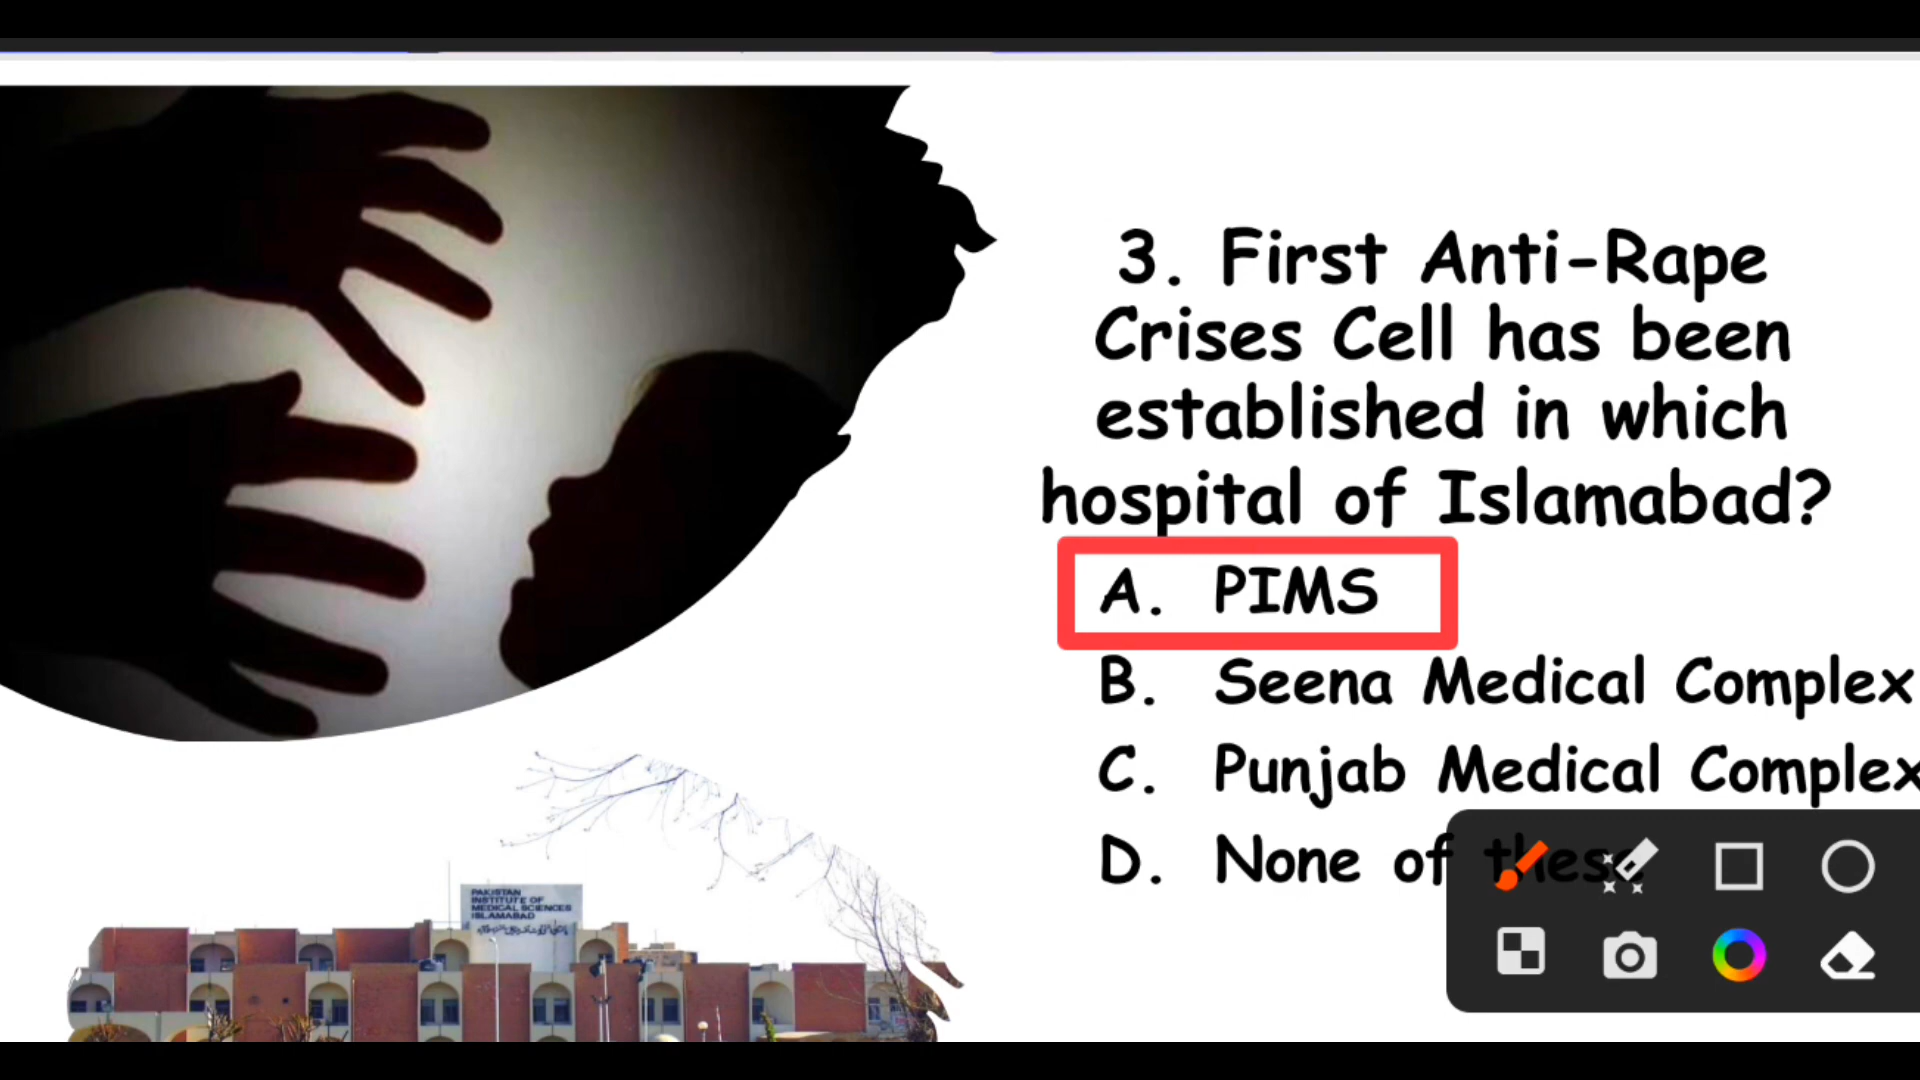 3. First Anti-Rape
Crises Cell has been
established in which
hospital of Islamabad?
A. PIMS
B. Seena Medical Complex
C. Punjab Medical Complex
D. None of these
PAKISTAN
INSTITUTE OF
MEDICAL SCIENCES
ISLAMABAD